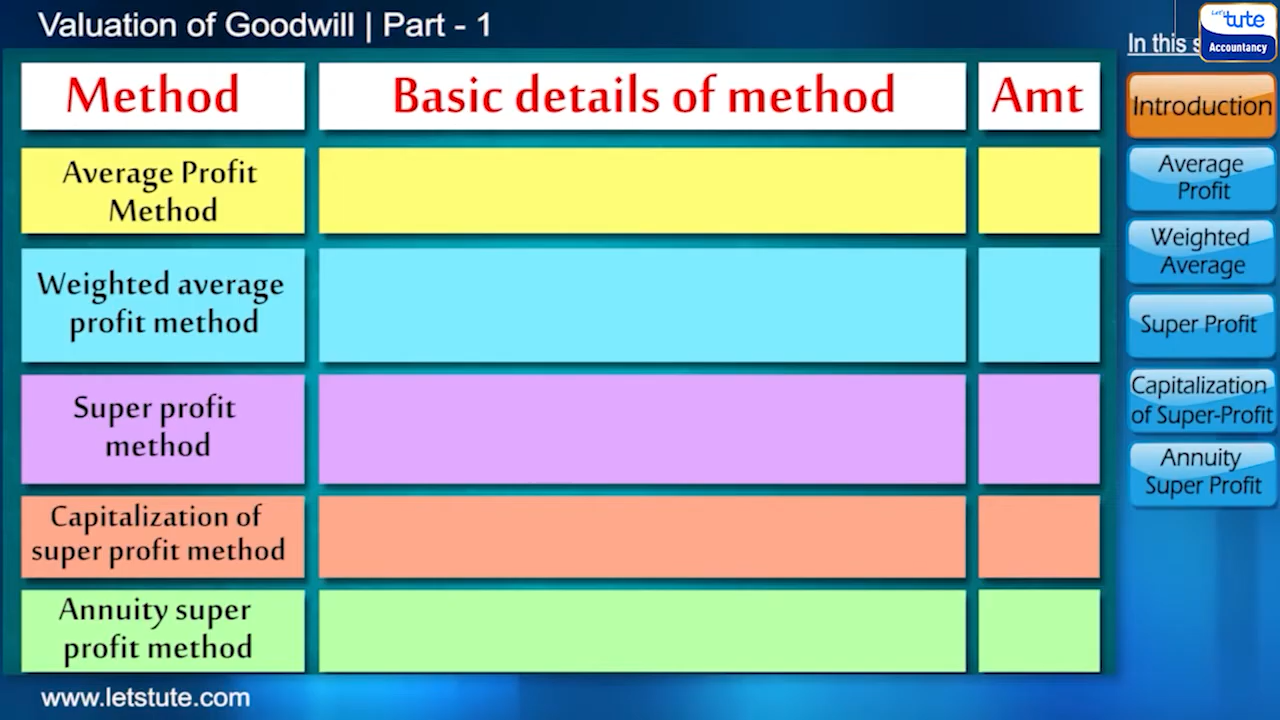 Valuation of Goodwill | Part - 1
Let's
tute
Accountancy
In this s
Method
Basic details of method
Amt
Average Profit
Method
Weighted average
profit method
Super profit
method
Capitalization of
super profit method
Annuity super
profit method
Introduction
Average
Profit
Weighted
Average
Super Profit
Capitalization
of Super-Profit
Annuity
Super Profit
www.letstute.com